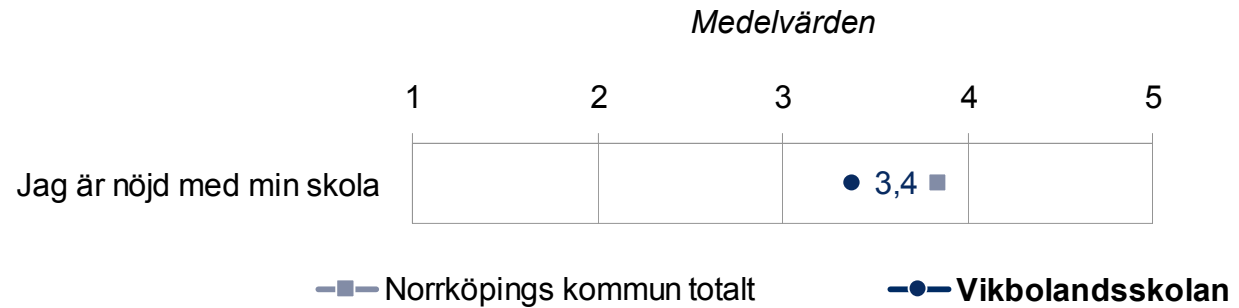 Medelvärden
1 2 3 4 5
Jag är nöjd med min skola 3,4
Norrköpings kommun totalt Vikbolandsskolan